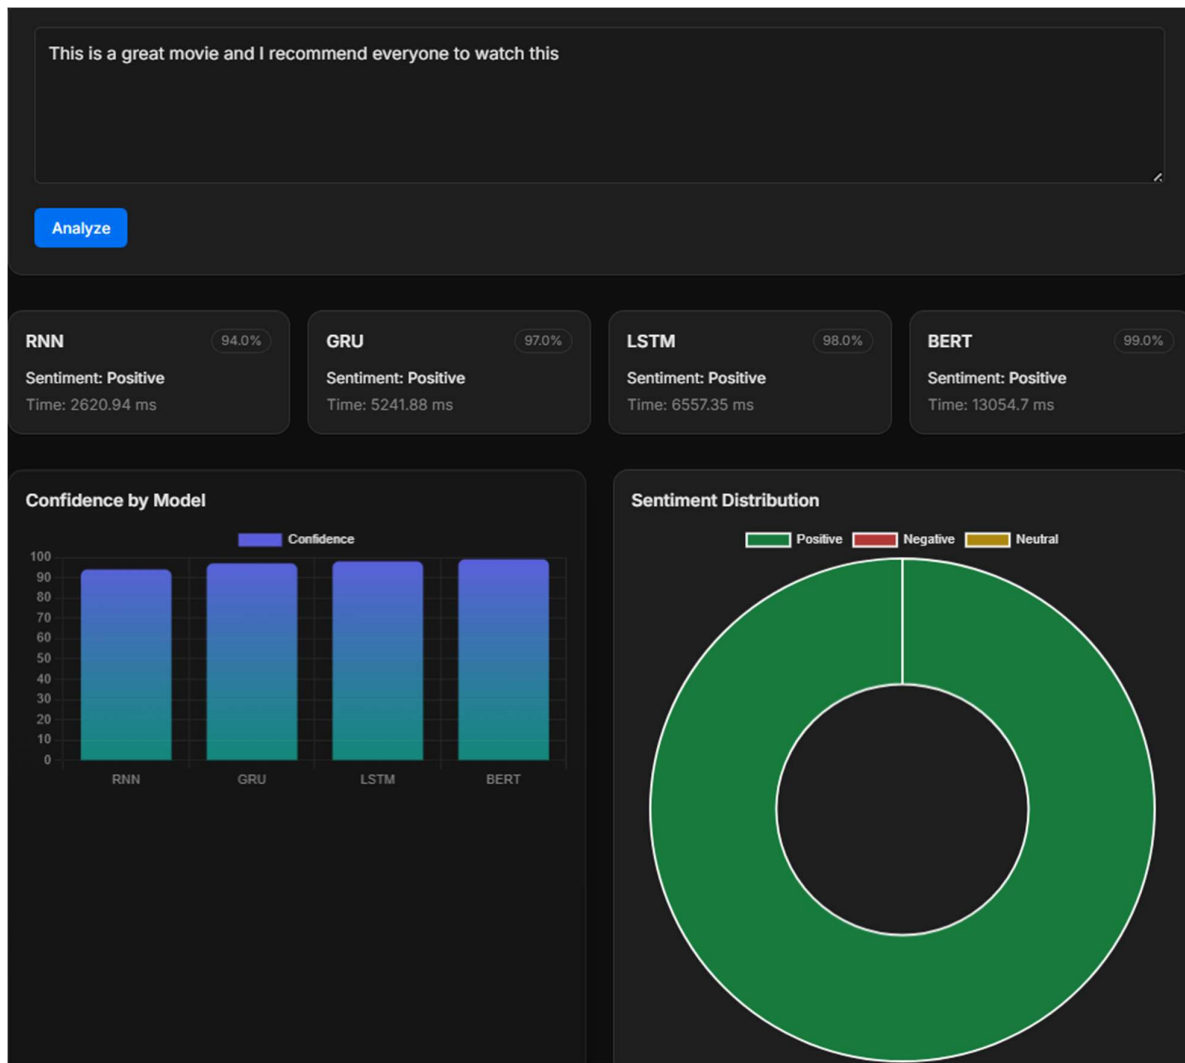 This is a great movie and I recommend everyone to watch this
Analyze
RNN
94.0%
Sentiment: Positive
Time: 2620.94 ms
GRU
97.0%
Sentiment: Positive
Time: 5241.88 ms
LSTM
98.0%
Sentiment: Positive
Time: 6557.35 ms
BERT
99.0%
Sentiment: Positive
Time: 13054.7 ms
Confidence by Model
Confidence
100
90
80
70
60
50
40
30
20
10
0
RNN
GRU
LSTM
BERT
Sentiment Distribution
Positive
Negative
Neutral